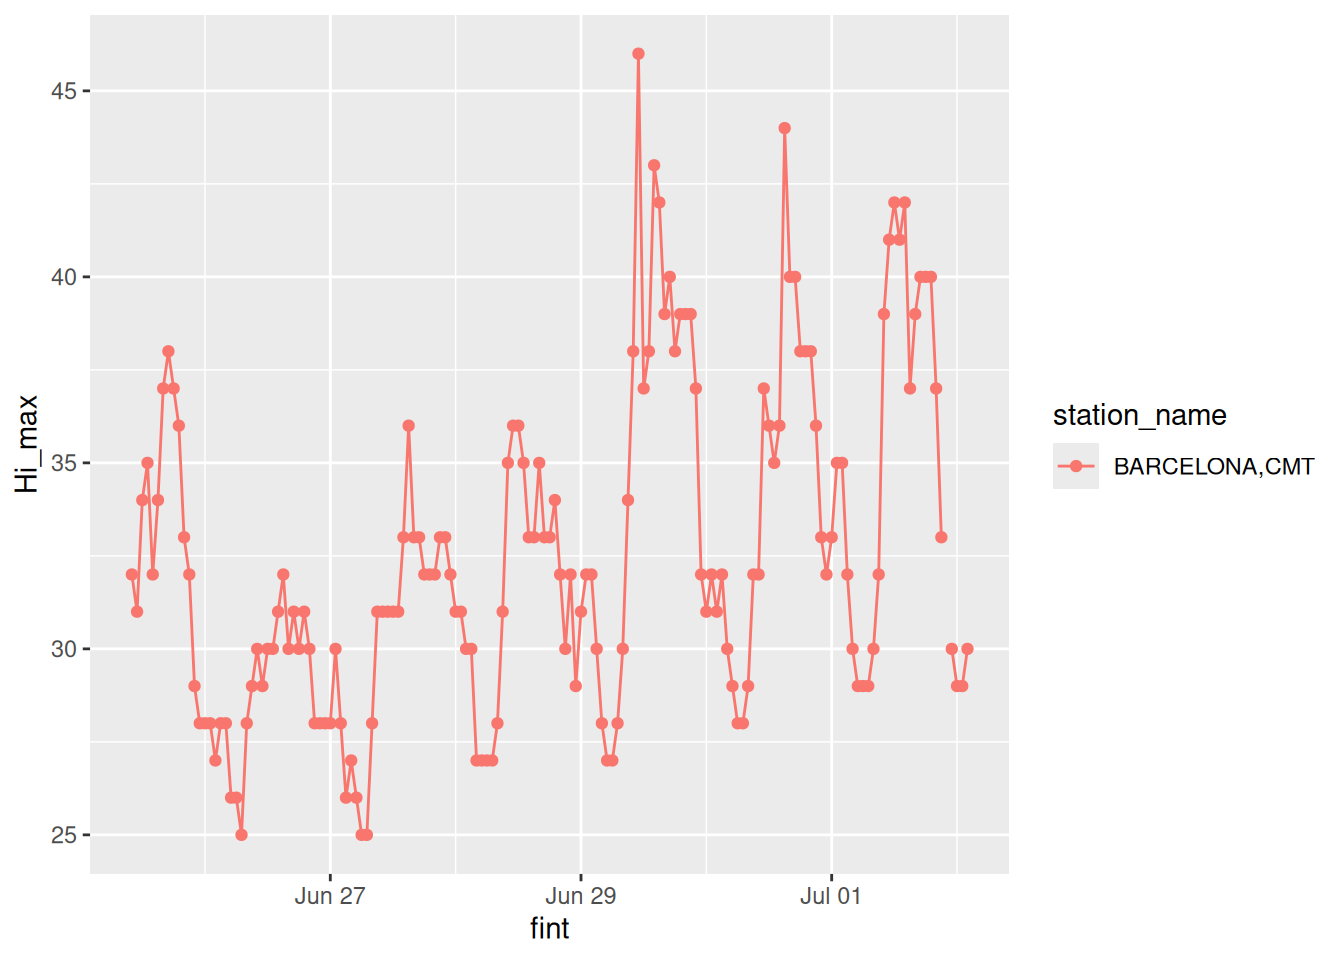 Hi_max
45
40
35
30
25
Jun 27
Jun 29
Jul 01
fint
station_name
BARCELONA,CMT